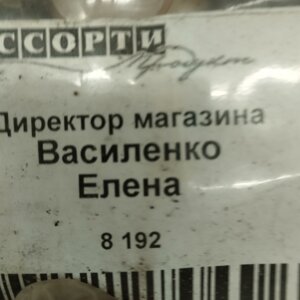 ССОРТИ
Продукт
Директор магазина
Василенко
Елена
8 192